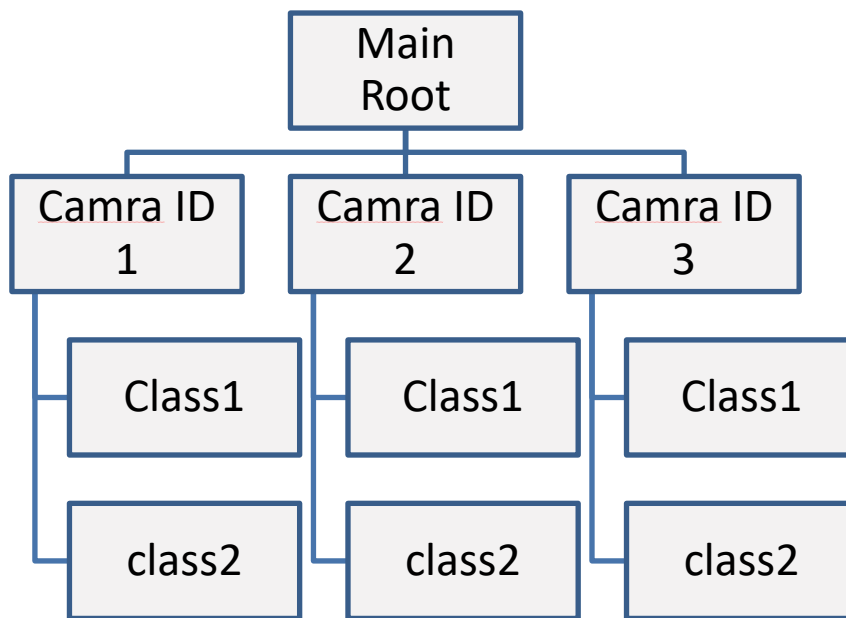 Main
Root
Camra ID
1
Camra ID
2
Camra ID
3
Class1
Class1
Class1
class2
class2
class2